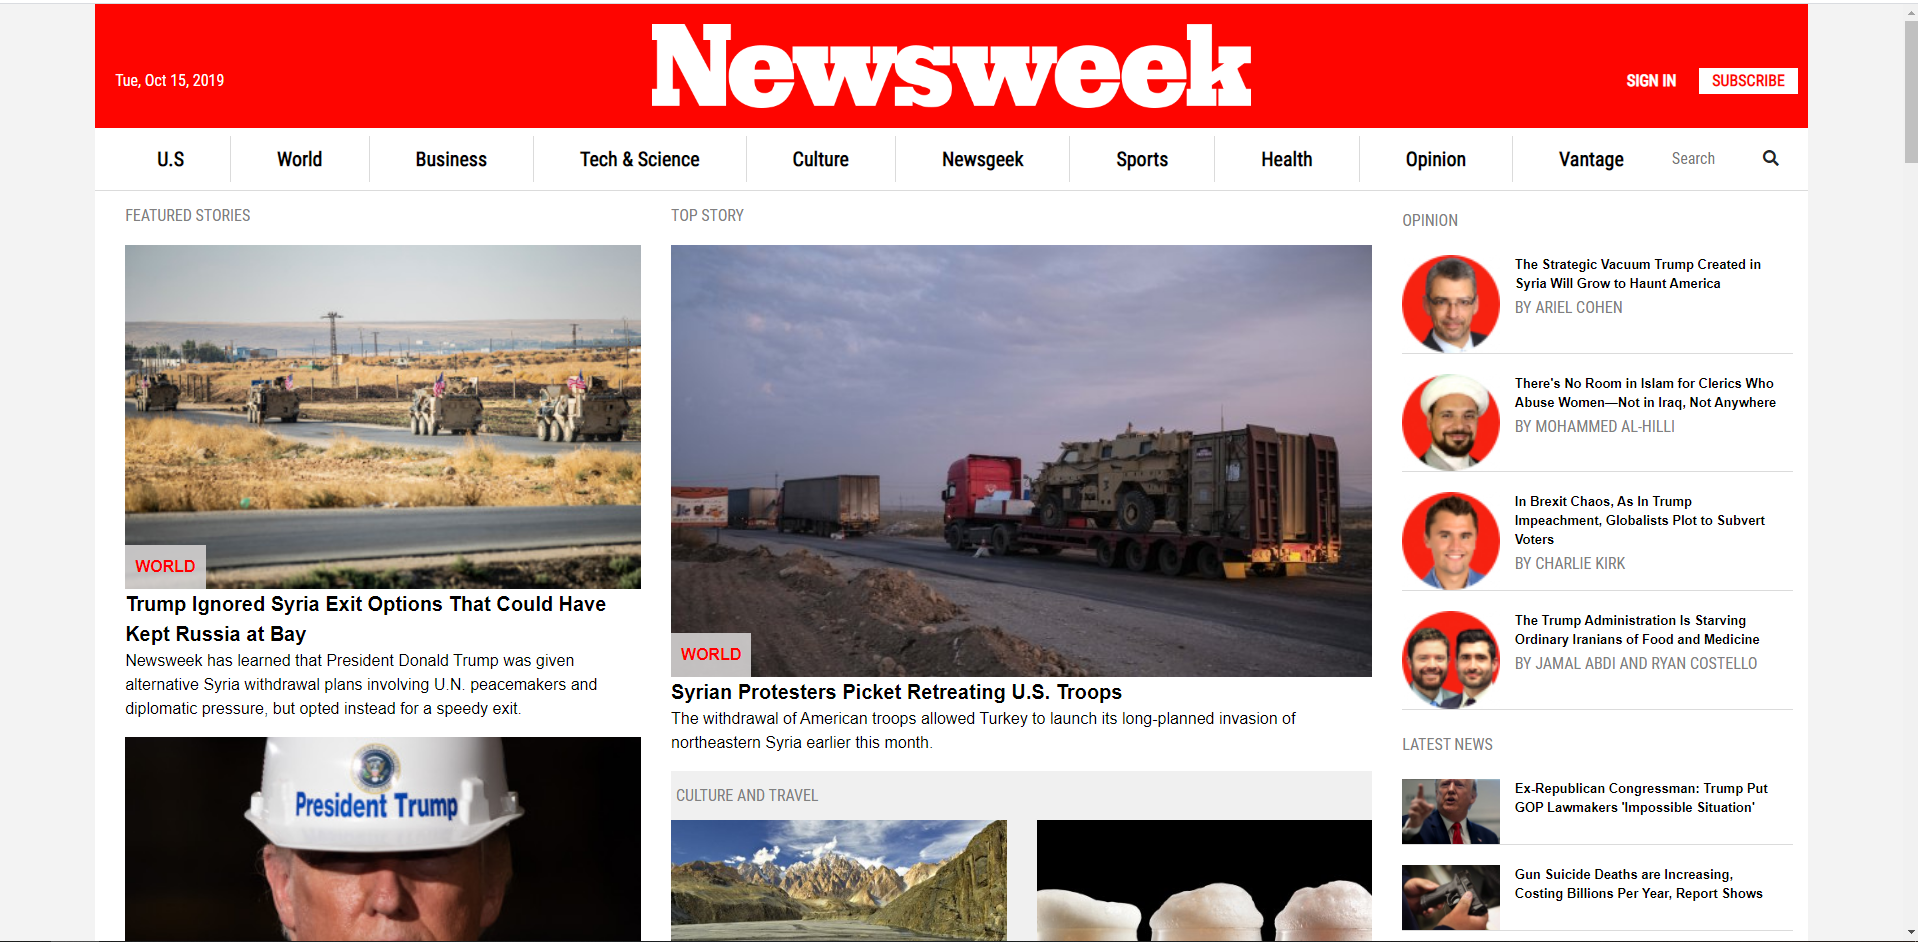 Newsweek
Tue, Oct 15, 2019
SIGN IN
SUBSCRIBE
U.S
World
Business
Tech & Science
Culture
Newsgeek
Sports
Health
Opinion
Vantage
Search
FEATURED STORIES
WORLD
Trump Ignored Syria Exit Options That Could Have
Kept Russia at Bay
Newsweek has learned that President Donald Trump was given
alternative Syria withdrawal plans involving U.N. peacemakers and
diplomatic pressure, but opted instead for a speedy exit.
President Trump
TOP STORY
WORLD
Syrian Protesters Picket Retreating U.S. Troops
The withdrawal of American troops allowed Turkey to launch its long-planned invasion of
northeastern Syria earlier this month.
CULTURE AND TRAVEL
OPINION
The Strategic Vacuum Trump Created in
Syria Will Grow to Haunt America
BY ARIEL COHEN
There's No Room in Islam for Clerics Who
Abuse Women—Not in Iraq, Not Anywhere
BY MOHAMMED AL-HILLI
In Brexit Chaos, As In Trump
Impeachment, Globalists Plot to Subvert
Voters
BY CHARLIE KIRK
The Trump Administration Is Starving
Ordinary Iranians of Food and Medicine
BY JAMAL ABDI AND RYAN COSTELLO
LATEST NEWS
Ex-Republican Congressman: Trump Put
GOP Lawmakers 'Impossible Situation'
Gun Suicide Deaths are Increasing,
Costing Billions Per Year, Report Shows